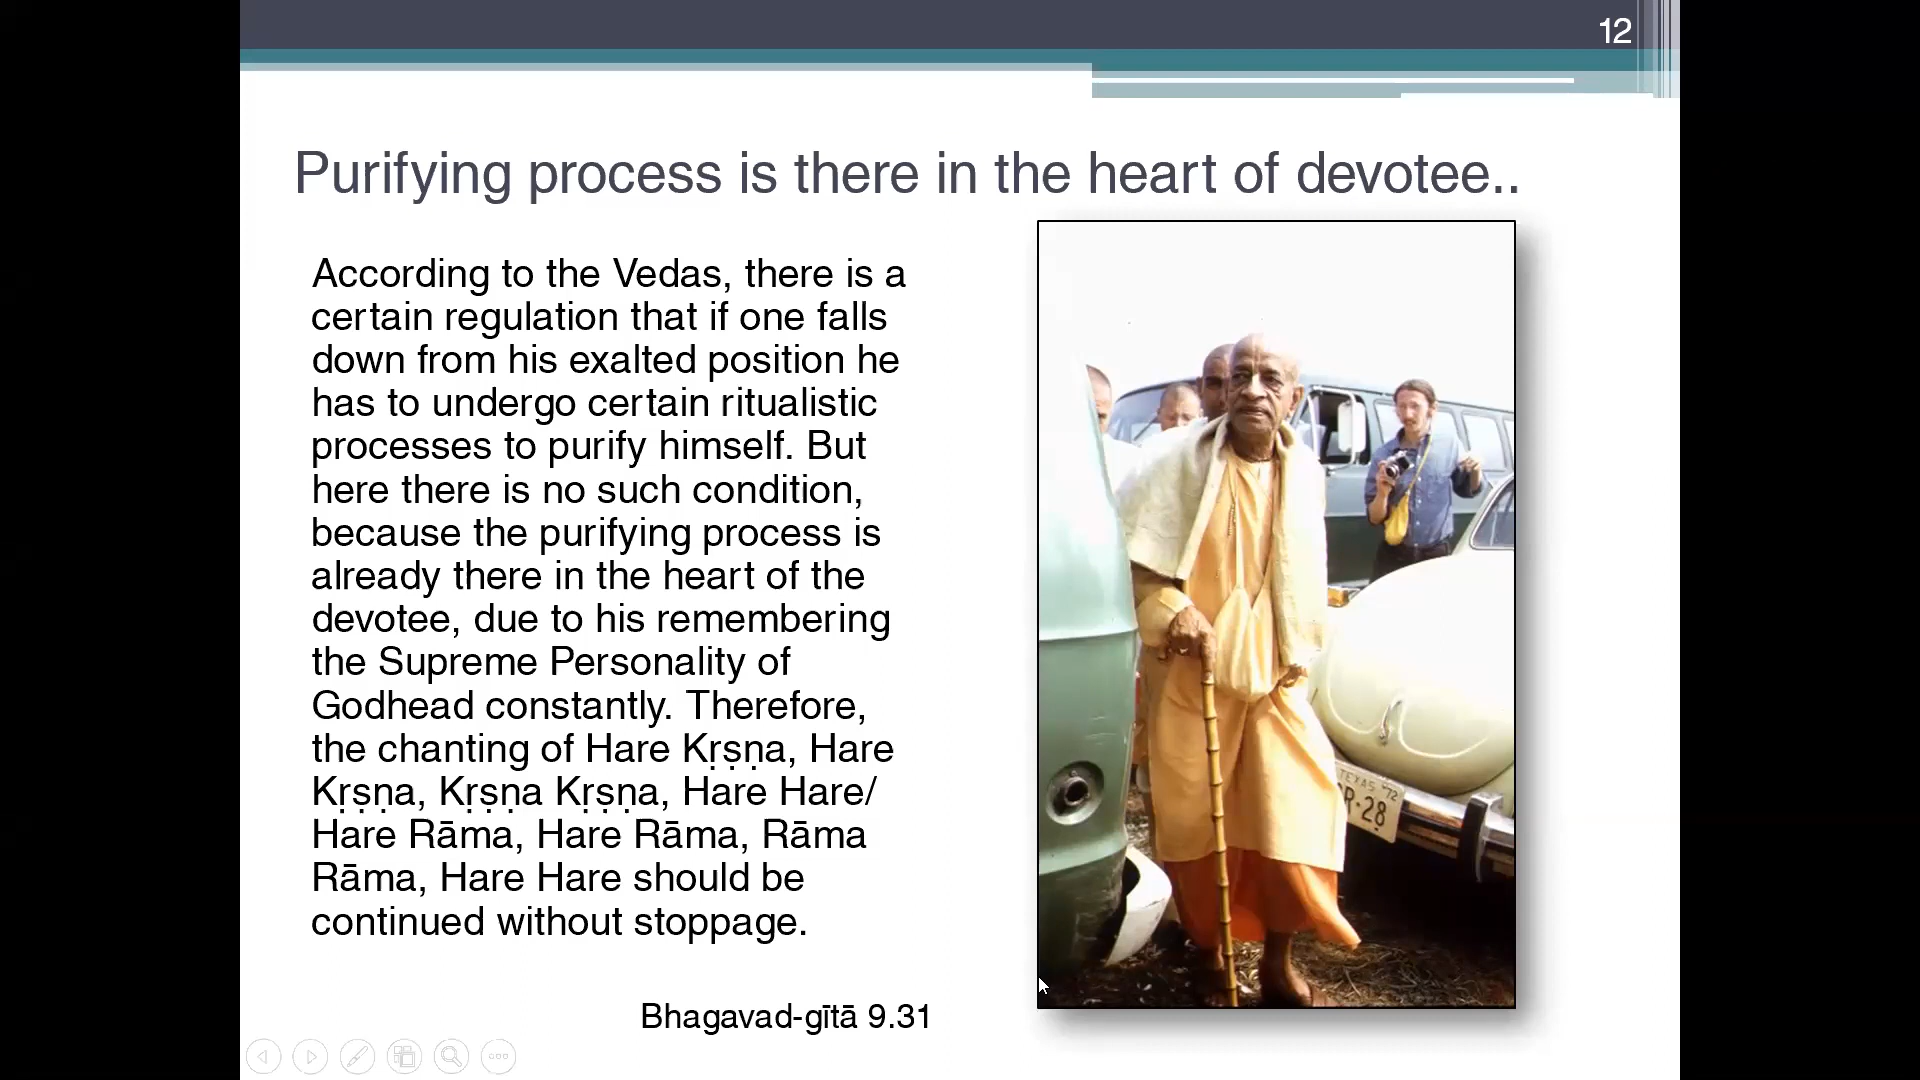 12
Purifying process is there in the heart of devotee..
According to the Vedas, there is a
certain regulation that if one falls
down from his exalted position he
has to undergo certain ritualistic
processes to purify himself. But
here there is no such condition,
because the purifying process is
already there in the heart of the
devotee, due to his remembering
the Supreme Personality of
Godhead constantly. Therefore,
the chanting of Hare Kṛṣṇa, Hare
Kṛṣṇa, Kṛṣṇa Kṛṣṇa, Hare Hare/
Hare Rāma, Hare Rāma, Rāma
Rāma, Hare Hare should be
continued without stoppage.
Bhagavad-gītā 9.31
TEXAS '72
R·28